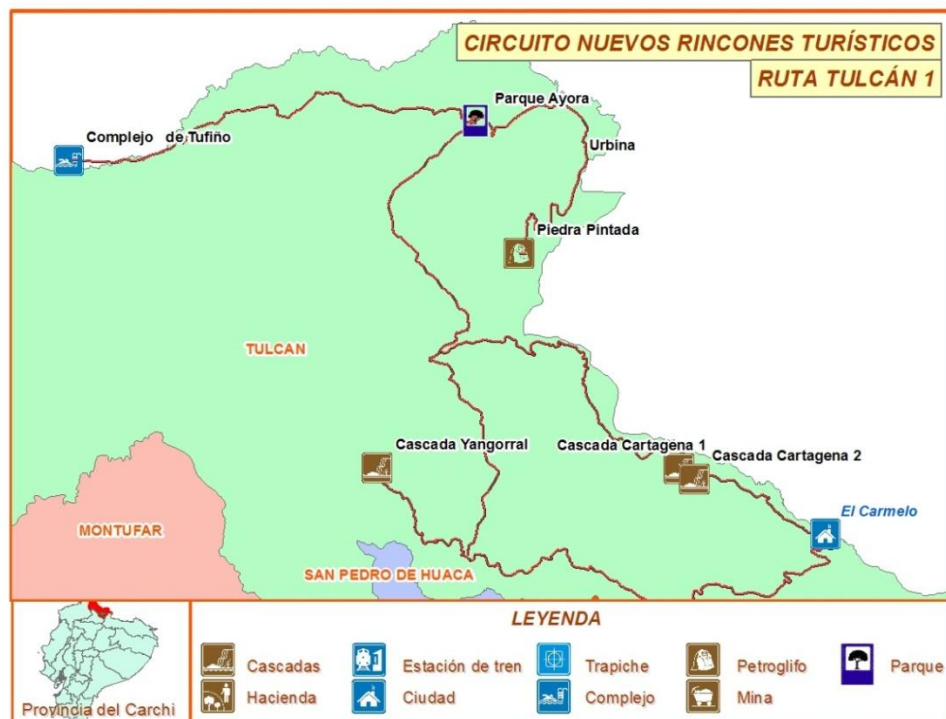 CIRCUITO NUEVOS RINCONES TURÍSTICOS
RUTA TULCÁN 1
Parque Ayora
Complejo de Tufiño
Urbina
Piedra Pintada
TULCAN
Cascada Yangorral
Cascada Cartagena 1
Cascada Cartagena 2
El Carmelo
MONTUFAR
SAN PEDRO DE HUACA
LEYENDA
Cascadas
Estación de tren
Trapiche
Petroglifo
Parque
Hacienda
Ciudad
Complejo
Mina
Provincia del Carchi